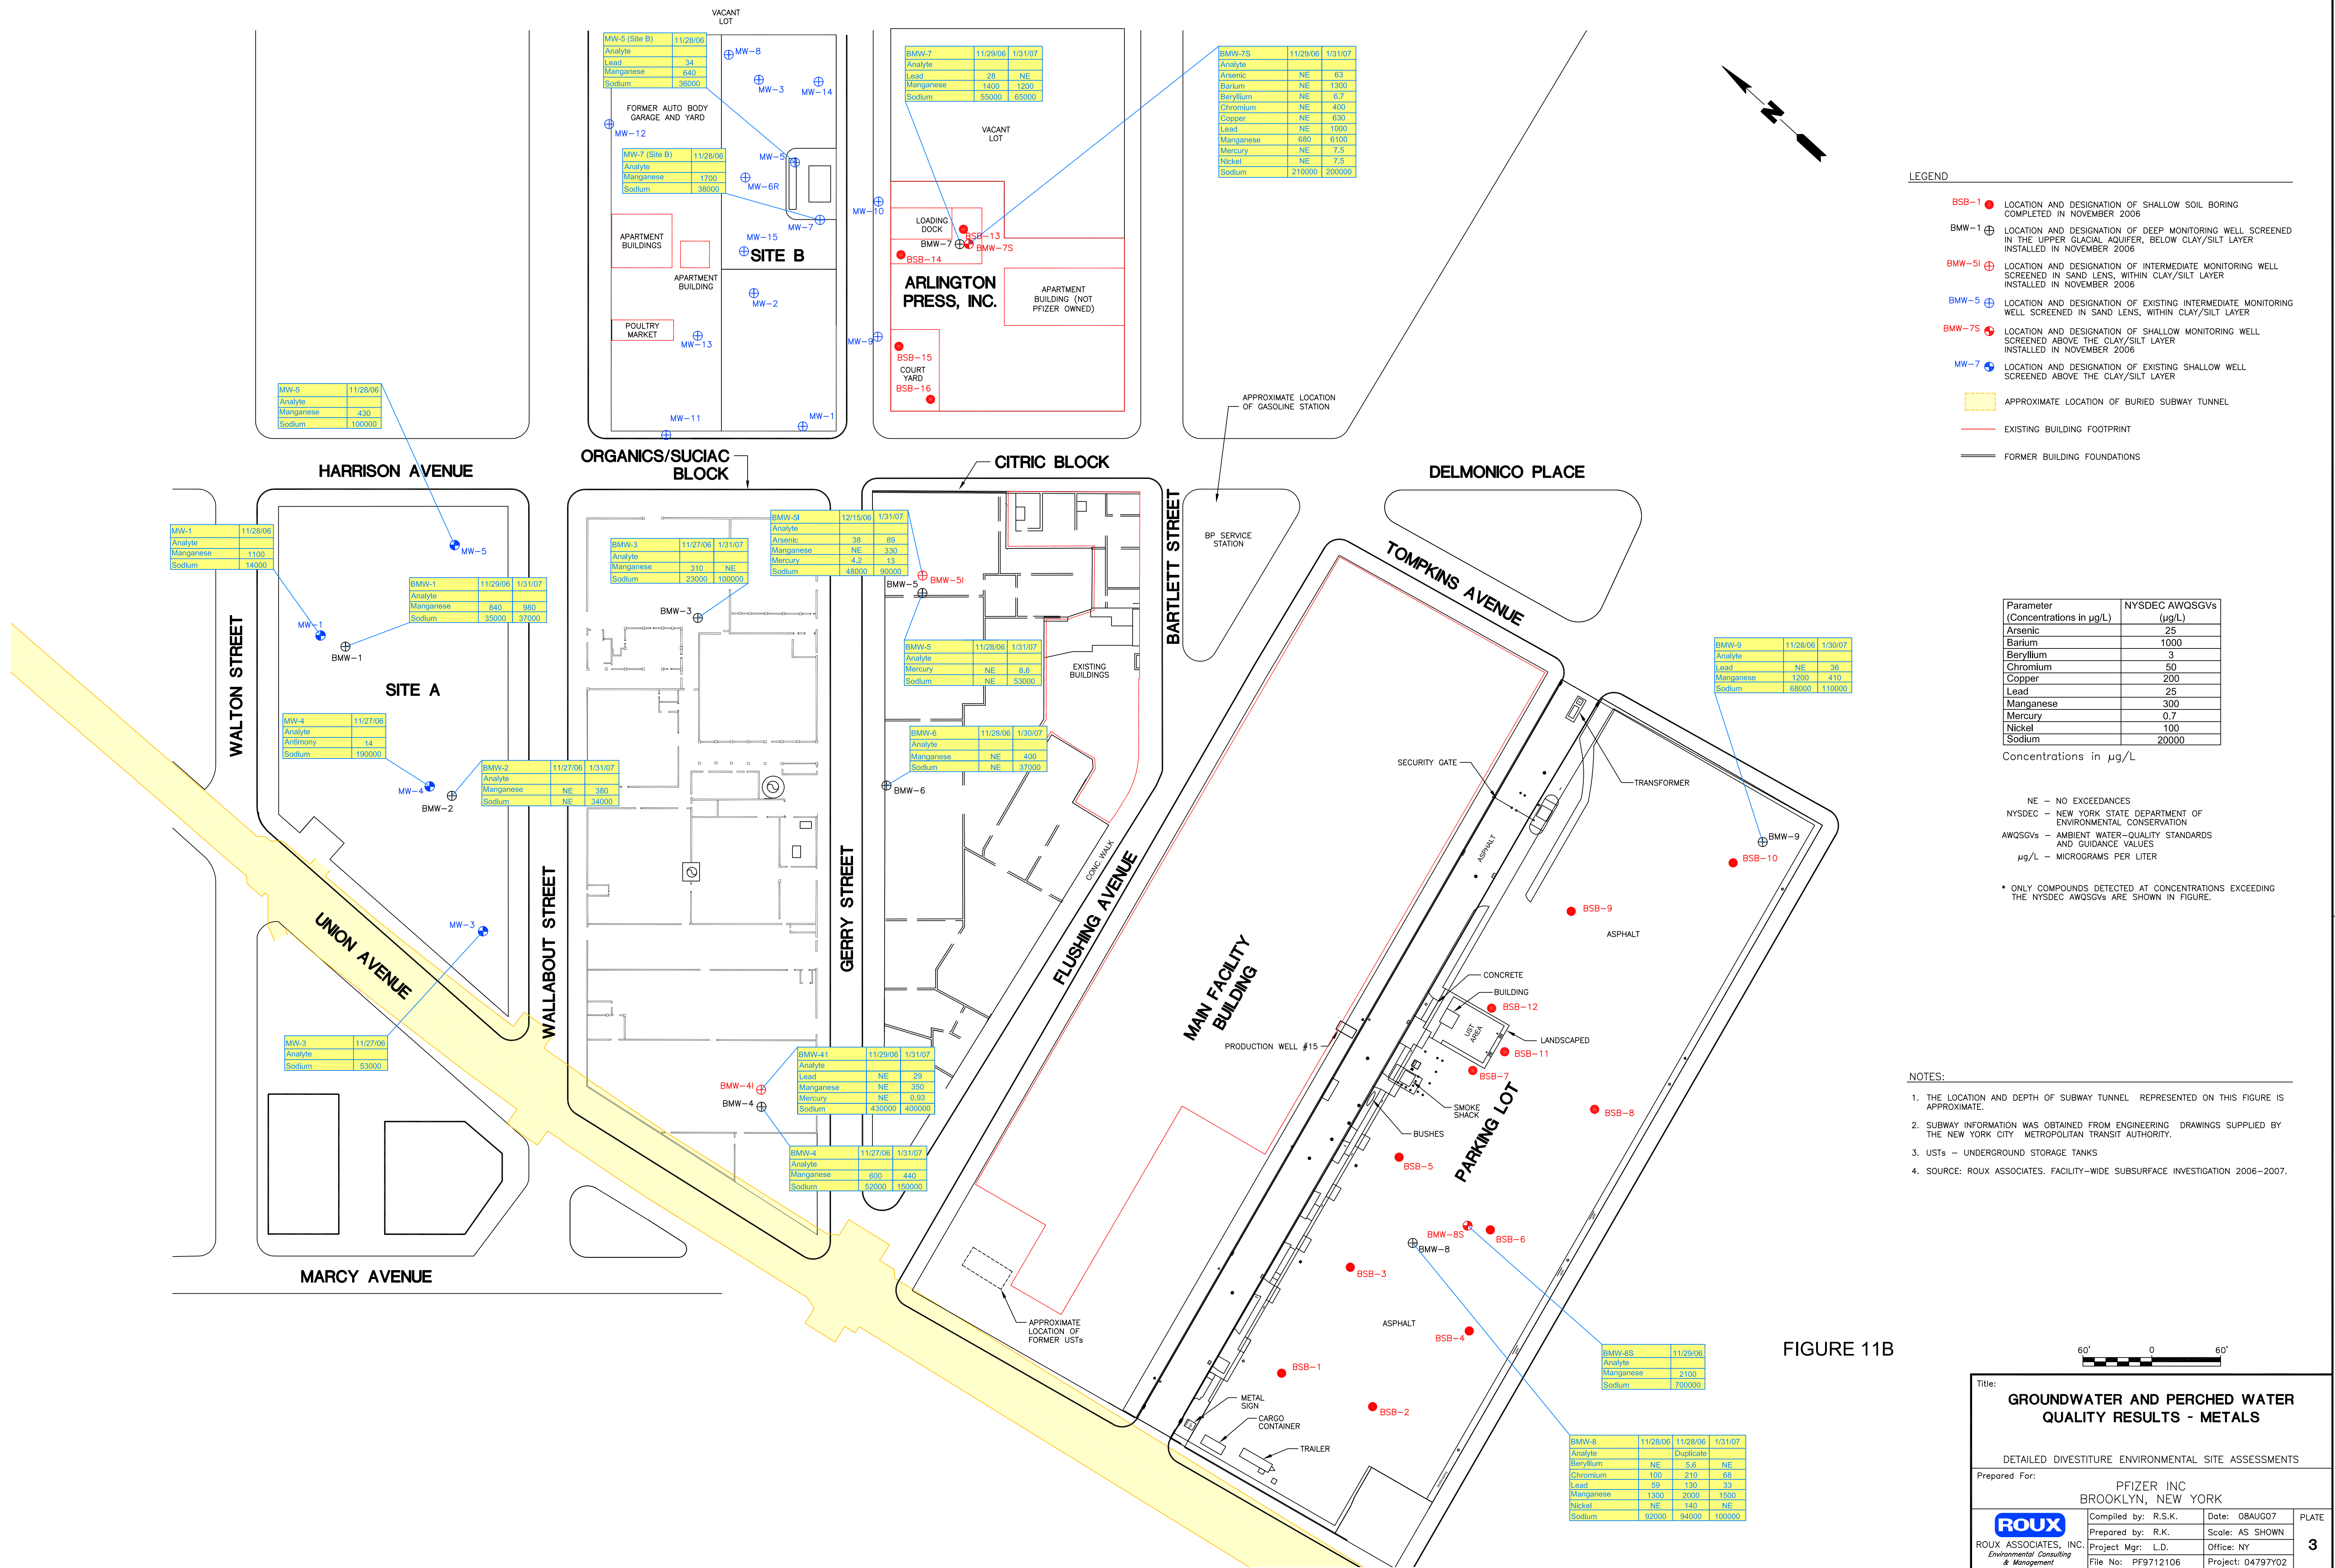 VACANT
LOT
MW-5 (Site B) 11/28/06
Analyte
Lead 34
Manganese 640
Sodium 36000
MW-8
MW-3
MW-14
FORMER AUTO BODY
GARAGE AND YARD
MW-12
MW-7 (Site B) 11/28/06
Analyte
Manganese 1700
Sodium 38000
MW-5
MW-6R
MW-7
MW-15
SITE B
APARTMENT
BUILDINGS
APARTMENT
BUILDING
MW-2
POULTRY
MARKET
MW-13
MW-11
MW-1
BMW-7 11/29/06 1/31/07
Analyte
Lead 28 NE
Manganese 1400 1200
Sodium 55000 65000
VACANT
LOT
BMW-7S 11/29/06 1/31/07
Analyte
Arsenic NE 63
Barium NE 1300
Beryllium NE 6.7
Chromium NE 400
Copper NE 630
Lead NE 1000
Manganese 680 6100
Mercury NE 7.5
Nickel NE 7.5
Sodium 210000 200000
MW-10
LOADING
DOCK
BSB-13
BMW-7
BMW-7S
BSB-14
ARLINGTON
PRESS, INC.
APARTMENT
BUILDING (NOT
PFIZER OWNED)
MW-9
BSB-15
COURT
YARD
BSB-16
APPROXIMATE LOCATION
OF GASOLINE STATION
N
MW-5 11/28/06
Analyte
Manganese 430
Sodium 100000
HARRISON AVENUE
ORGANICS/SUCIAC
BLOCK
CITRIC BLOCK
DELMONICO PLACE
MW-1 11/28/06
Analyte
Manganese 1100
Sodium 14000
MW-5
BMW-1 11/29/06 1/31/07
Analyte
Manganese 840 980
Sodium 35000 37000
MW-1
BMW-1
WALTON STREET
SITE A
MW-4 11/27/06
Analyte
Antimony 14
Sodium 190000
BMW-2 11/27/06 1/31/07
Analyte
Manganese NE 380
Sodium NE 34000
MW-4
BMW-2
MW-3
UNION AVENUE
MW-3 11/27/06
Analyte
Sodium 53000
MARCY AVENUE
WALLABOUT STREET
BMW-3 11/27/06 1/31/07
Analyte
Manganese 310 NE
Sodium 23000 100000
BMW-3
BMW-5I 12/15/06 1/31/07
Analyte
Arsenic 38 89
Manganese NE 330
Mercury 4.2 13
Sodium 48000 90000
BMW-5
BMW-5I
BMW-5 11/28/06 1/31/07
Analyte
Mercury NE 8.8
Sodium NE 53000
EXISTING
BUILDINGS
BMW-6 11/28/06 1/30/07
Analyte
Manganese NE 400
Sodium NE 37000
BMW-6
GERRY STREET
BARTLETT STREET
BP SERVICE
STATION
TOMPKINS AVENUE
CONC. WALK
FLUSHING AVENUE
BMW-41 11/29/06 1/31/07
Analyte
Lead NE 29
Manganese NE 350
Mercury NE 0.93
Sodium 430000 400000
BMW-4I
BMW-4
BMW-4 11/27/06 1/31/07
Analyte
Manganese 600 440
Sodium 52000 150000
MAIN FACILITY
BUILDING
APPROXIMATE
LOCATION OF
FORMER USTs
PRODUCTION WELL #15
SECURITY GATE
TRANSFORMER
ASPHALT
BMW-9 11/28/06 1/30/07
Analyte
Lead NE 36
Manganese 1200 410
Sodium 68000 110000
BMW-9
BSB-10
BSB-9
ASPHALT
CONCRETE
BUILDING
BSB-12
UST
AREA
LANDSCAPED
BSB-11
BSB-7
SMOKE
SHACK
BUSHES
PARKING LOT
BSB-8
BSB-5
BMW-8S
BSB-6
BMW-8
BSB-3
ASPHALT
BSB-4
BSB-1
BSB-2
METAL
SIGN
CARGO
CONTAINER
TRAILER
BMW-8S 11/29/06
Analyte
Manganese 2100
Sodium 700000
BMW-8 11/28/06 11/28/06 1/31/07
Analyte Duplicate
Beryllium NE 5.6 NE
Chromium 100 210 68
Lead 59 130 33
Manganese 1300 2000 1500
Nickel NE 140 NE
Sodium 92000 94000 100000
FIGURE 11B
LEGEND
BSB-1 LOCATION AND DESIGNATION OF SHALLOW SOIL BORING
COMPLETED IN NOVEMBER 2006
BMW-1 LOCATION AND DESIGNATION OF DEEP MONITORING WELL SCREENED
IN THE UPPER GLACIAL AQUIFER, BELOW CLAY/SILT LAYER
INSTALLED IN NOVEMBER 2006
BMW-5I LOCATION AND DESIGNATION OF INTERMEDIATE MONITORING WELL
SCREENED IN SAND LENS, WITHIN CLAY/SILT LAYER
INSTALLED IN NOVEMBER 2006
BMW-5 LOCATION AND DESIGNATION OF EXISTING INTERMEDIATE MONITORING
WELL SCREENED IN SAND LENS, WITHIN CLAY/SILT LAYER
BMW-7S LOCATION AND DESIGNATION OF SHALLOW MONITORING WELL
SCREENED ABOVE THE CLAY/SILT LAYER
INSTALLED IN NOVEMBER 2006
MW-7 LOCATION AND DESIGNATION OF EXISTING SHALLOW WELL
SCREENED ABOVE THE CLAY/SILT LAYER
APPROXIMATE LOCATION OF BURIED SUBWAY TUNNEL
EXISTING BUILDING FOOTPRINT
FORMER BUILDING FOUNDATIONS
Parameter NYSDEC AWQSGVs
(Concentrations in µg/L) (µg/L)
Arsenic 25
Barium 1000
Beryllium 3
Chromium 50
Copper 200
Lead 25
Manganese 300
Mercury 0.7
Nickel 100
Sodium 20000
Concentrations in µg/L
NE – NO EXCEEDANCES
NYSDEC – NEW YORK STATE DEPARTMENT OF
ENVIRONMENTAL CONSERVATION
AWQSGVs – AMBIENT WATER-QUALITY STANDARDS
AND GUIDANCE VALUES
µg/L – MICROGRAMS PER LITER
* ONLY COMPOUNDS DETECTED AT CONCENTRATIONS EXCEEDING
THE NYSDEC AWQSGVs ARE SHOWN IN FIGURE.
NOTES:
1. THE LOCATION AND DEPTH OF SUBWAY TUNNEL REPRESENTED ON THIS FIGURE IS
APPROXIMATE.
2. SUBWAY INFORMATION WAS OBTAINED FROM ENGINEERING DRAWINGS SUPPLIED BY
THE NEW YORK CITY METROPOLITAN TRANSIT AUTHORITY.
3. USTs – UNDERGROUND STORAGE TANKS
4. SOURCE: ROUX ASSOCIATES. FACILITY-WIDE SUBSURFACE INVESTIGATION 2006-2007.
60' 0 60'
Title:
GROUNDWATER AND PERCHED WATER
QUALITY RESULTS - METALS
DETAILED DIVESTITURE ENVIRONMENTAL SITE ASSESSMENTS
Prepared For:
PFIZER INC
BROOKLYN, NEW YORK
ROUX
ROUX ASSOCIATES, INC.
Environmental Consulting
& Management
Compiled by: R.S.K. Date: 08AUG07
Prepared by: R.K. Scale: AS SHOWN
Project Mgr: L.D. Office: NY
File No: PF9712106 Project: 04797Y02
PLATE
3